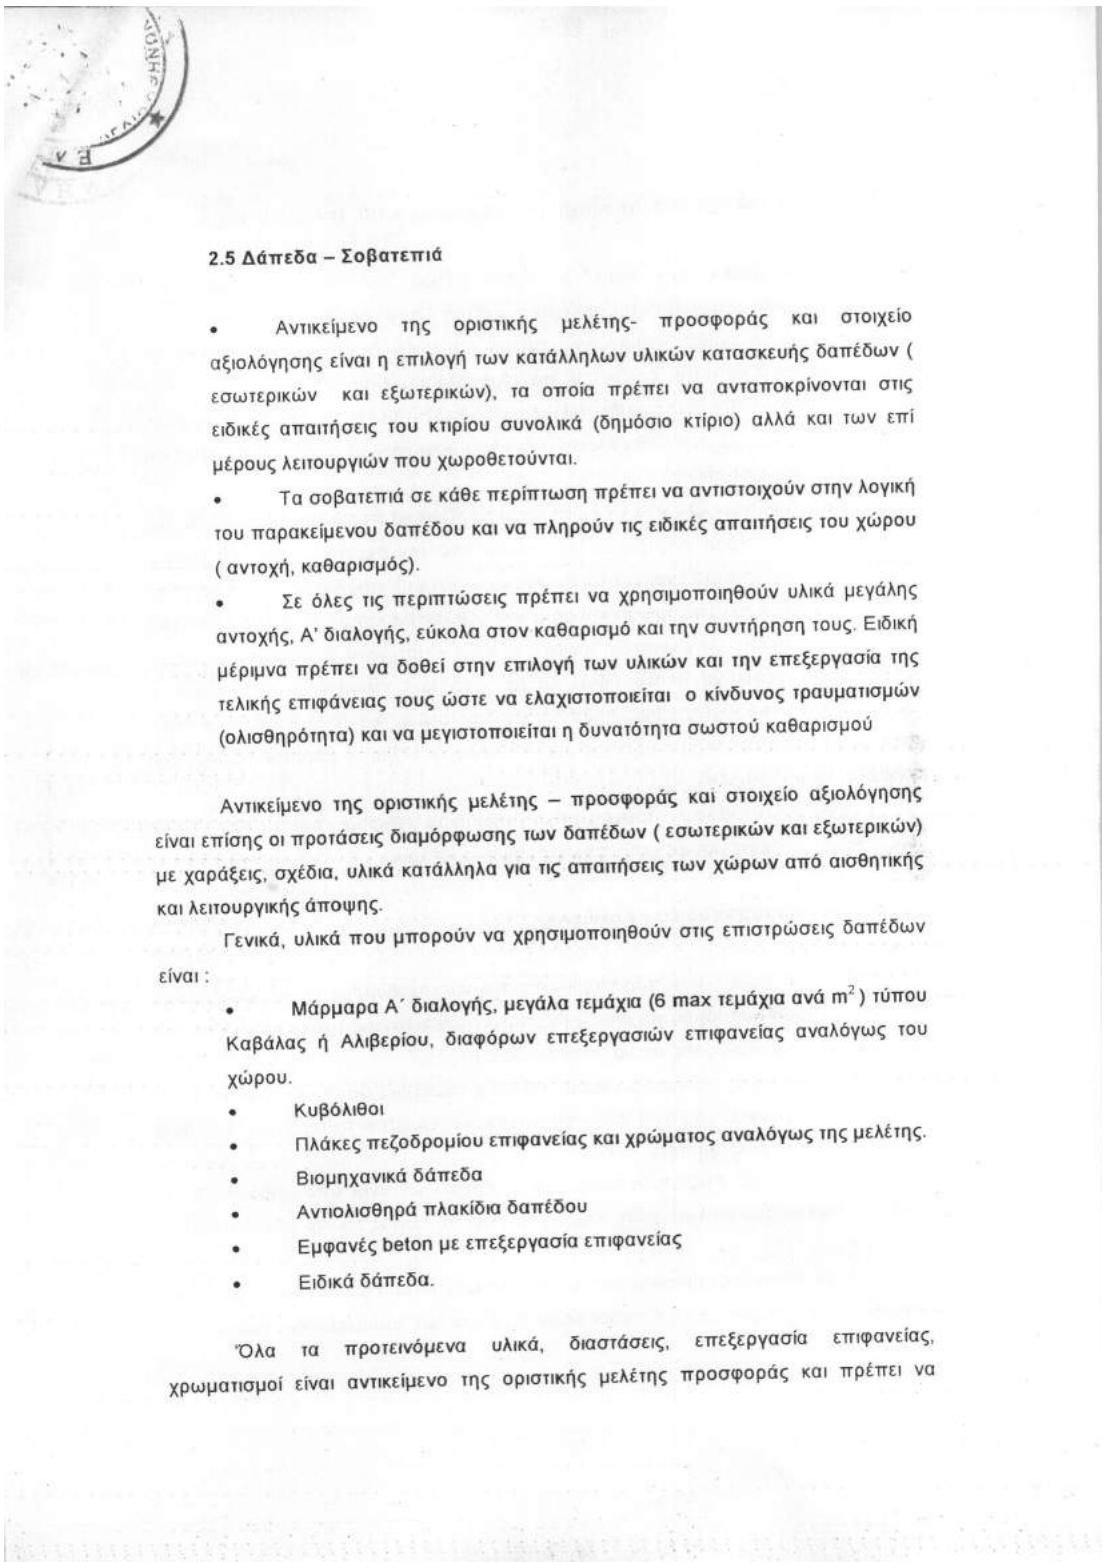 2.5 Δάπεδα – Σοβατεπιά
• Αντικείμενο της οριστικής μελέτης- προσφοράς και στοιχείο
αξιολόγησης είναι η επιλογή των κατάλληλων υλικών κατασκευής δαπέδων (
εσωτερικών και εξωτερικών), τα οποία πρέπει να ανταποκρίνονται στις
ειδικές απαιτήσεις του κτιρίου συνολικά (δημόσιο κτίριο) αλλά και των επί
μέρους λειτουργιών που χωροθετούνται.
• Τα σοβατεπιά σε κάθε περίπτωση πρέπει να αντιστοιχούν στην λογική
του παρακείμενου δαπέδου και να πληρούν τις ειδικές απαιτήσεις του χώρου
( αντοχή, καθαρισμός).
• Σε όλες τις περιπτώσεις πρέπει να χρησιμοποιηθούν υλικά μεγάλης
αντοχής, Α' διαλογής, εύκολα στον καθαρισμό και την συντήρηση τους. Ειδική
μέριμνα πρέπει να δοθεί στην επιλογή των υλικών και την επεξεργασία της
τελικής επιφάνειας τους ώστε να ελαχιστοποιείται ο κίνδυνος τραυματισμών
(ολισθηρότητα) και να μεγιστοποιείται η δυνατότητα σωστού καθαρισμού
Αντικείμενο της οριστικής μελέτης – προσφοράς και στοιχείο αξιολόγησης
είναι επίσης οι προτάσεις διαμόρφωσης των δαπέδων ( εσωτερικών και εξωτερικών)
με χαράξεις, σχέδια, υλικά κατάλληλα για τις απαιτήσεις των χώρων από αισθητικής
και λειτουργικής άποψης.
Γενικά, υλικά που μπορούν να χρησιμοποιηθούν στις επιστρώσεις δαπέδων
είναι :
• Μάρμαρα Α΄ διαλογής, μεγάλα τεμάχια (6 max τεμάχια ανά m²) τύπου
Καβάλας ή Αλιβερίου, διαφόρων επεξεργασιών επιφανείας αναλόγως του
χώρου.
• Κυβόλιθοι
• Πλάκες πεζοδρομίου επιφανείας και χρώματος αναλόγως της μελέτης.
• Βιομηχανικά δάπεδα
• Αντιολισθηρά πλακίδια δαπέδου
• Εμφανές beton με επεξεργασία επιφανείας
• Ειδικά δάπεδα.
Όλα τα προτεινόμενα υλικά, διαστάσεις, επεξεργασία επιφανείας,
χρωματισμοί είναι αντικείμενο της οριστικής μελέτης προσφοράς και πρέπει να